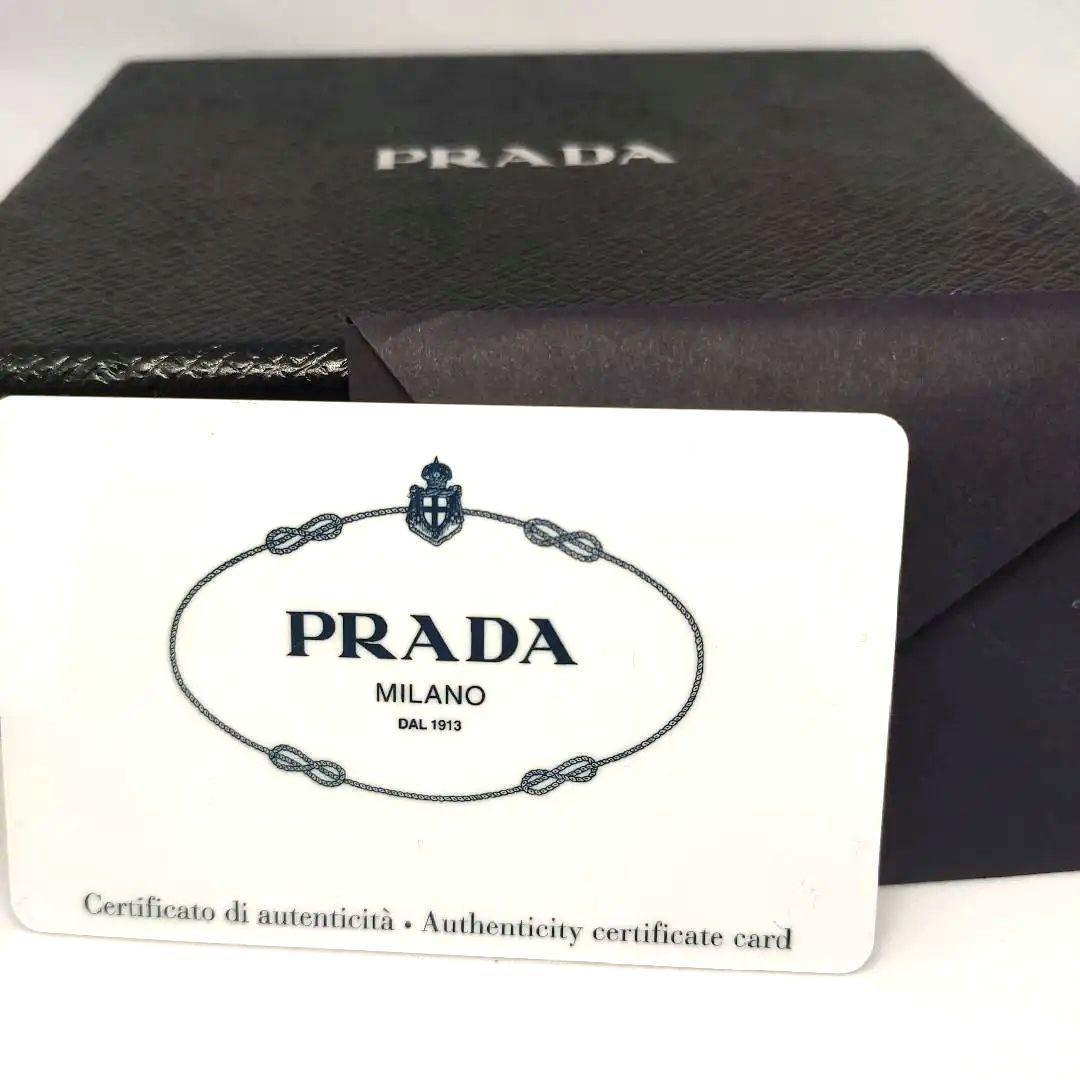 PRADA
PRADA
MILANO
DAL 1913
Certificato di autenticità • Authenticity certificate card